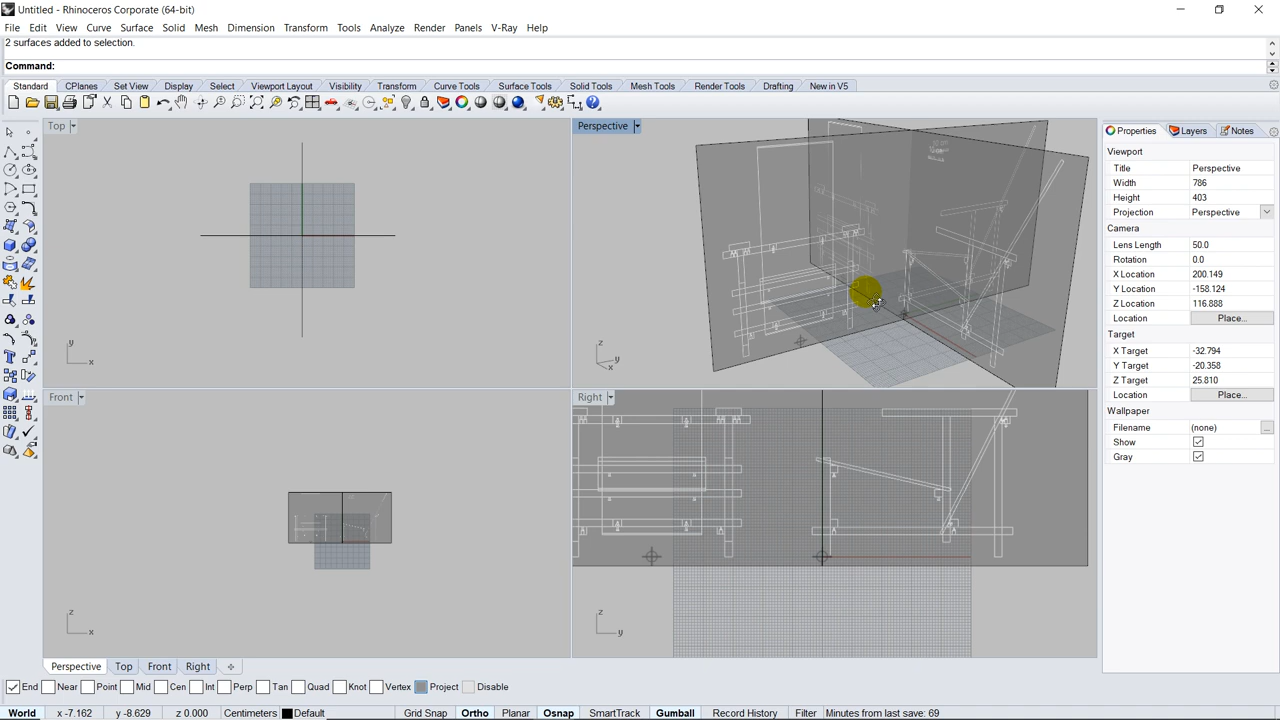 Untitled - Rhinoceros Corporate (64-bit)
File Edit View Curve Surface Solid Mesh Dimension Transform Tools Analyze Render Panels V-Ray Help
2 surfaces added to selection.
Command:
Standard CPlanes Set View Display Select Viewport Layout Visibility Transform Curve Tools Surface Tools Solid Tools Mesh Tools Render Tools Drafting New in V5
Top
Perspective
Properties Layers Notes
Viewport
Title Perspective
Width 786
Height 403
Projection Perspective
Camera
Lens Length 50.0
Rotation 0.0
X Location 200.149
Y Location -158.124
Z Location 116.888
Location Place...
Target
X Target -32.794
Y Target -20.358
Z Target 25.810
Location Place...
Wallpaper
Filename (none) ...
Show
Gray
y
x
z
y
x
Front
Right
z
x
z
y
Perspective Top Front Right
End Near Point Mid Cen Int Perp Tan Quad Knot Vertex Project Disable
World x -7.162 y -8.629 z 0.000 Centimeters Default Grid Snap Ortho Planar Osnap SmartTrack Gumball Record History Filter Minutes from last save: 69